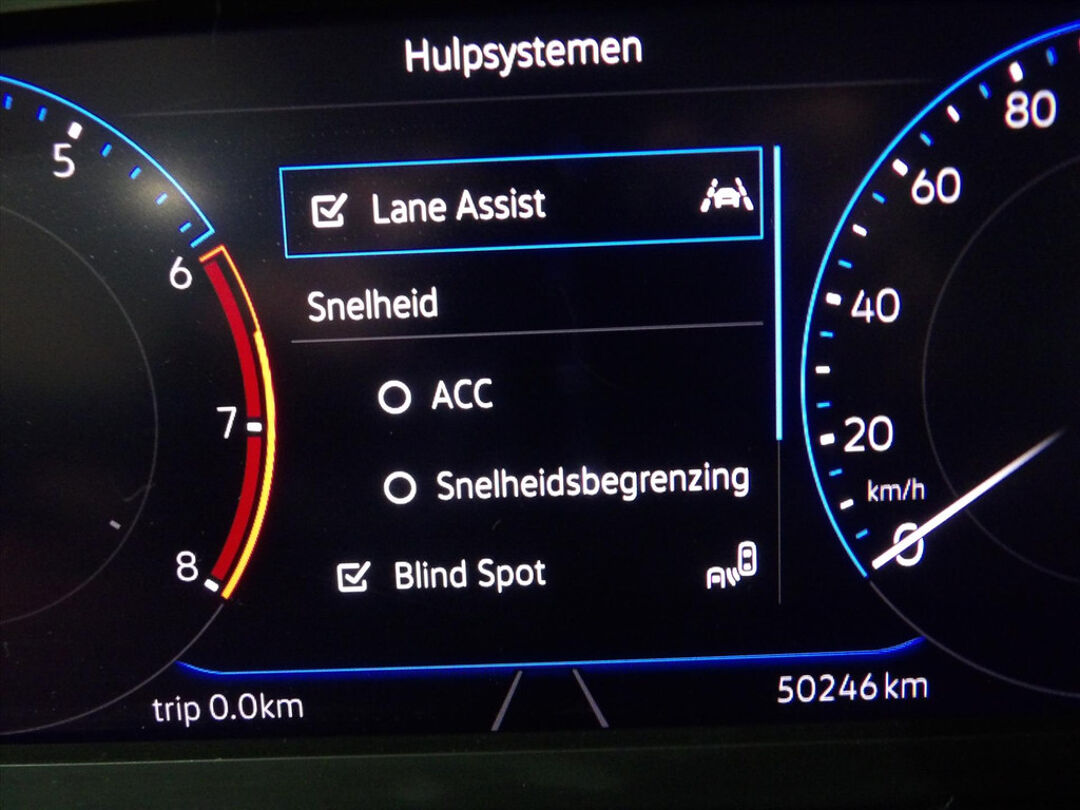 Hulpsystemen
Lane Assist
Snelheid
ACC
Snelheidsbegrenzing
Blind Spot
5
6
7
8
80
60
40
20
km/h
0
trip 0.0km
50246 km